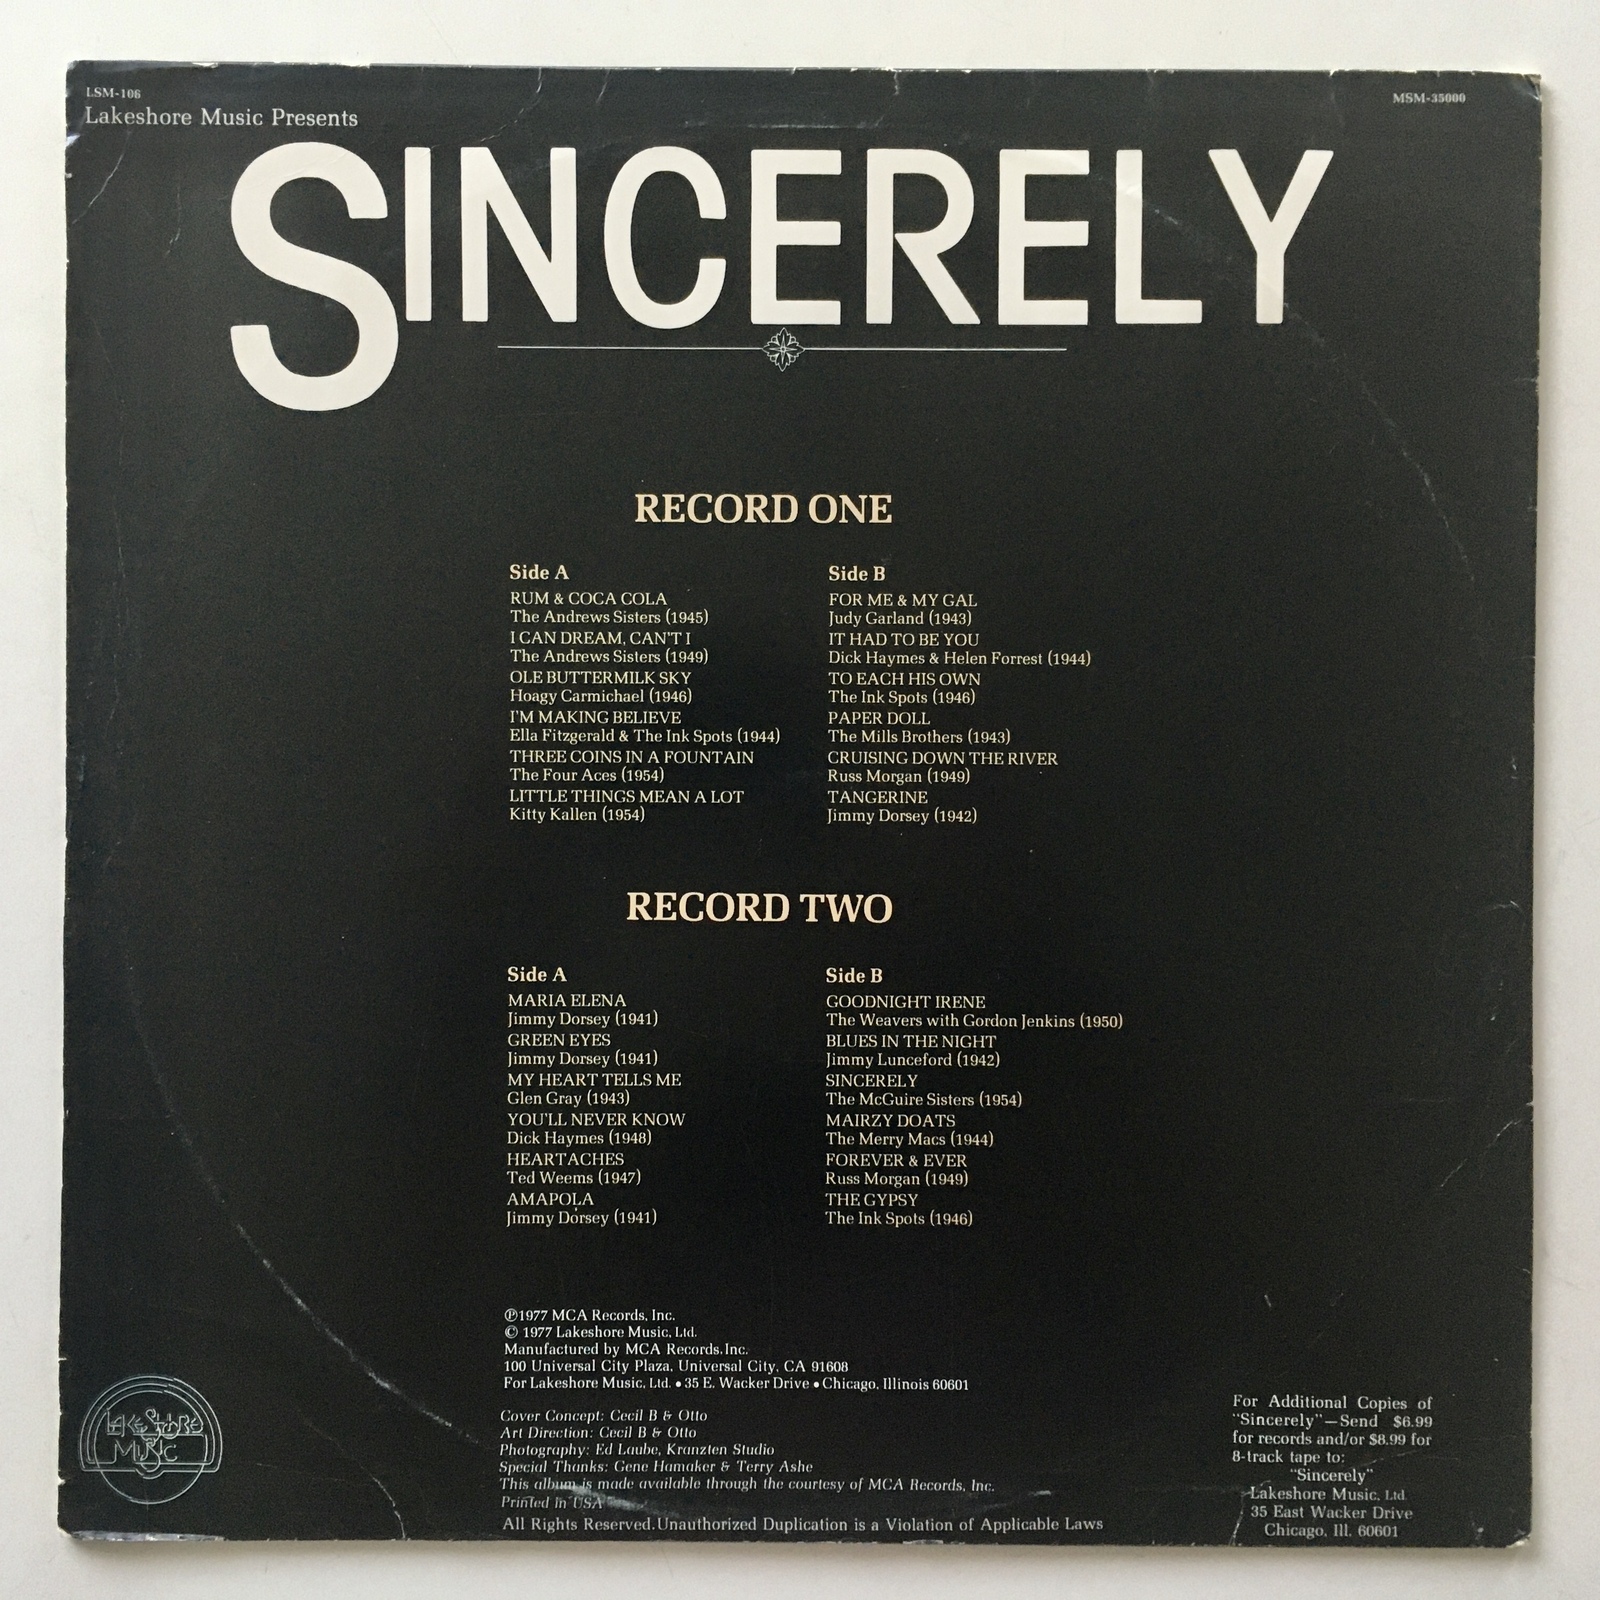 LSM-106
MSM-35000
Lakeshore Music Presents
SINCERELY
RECORD ONE
Side A
RUM & COCA COLA
The Andrews Sisters (1945)
I CAN DREAM, CAN'T I
The Andrews Sisters (1949)
OLE BUTTERMILK SKY
Hoagy Carmichael (1946)
I'M MAKING BELIEVE
Ella Fitzgerald & The Ink Spots (1944)
THREE COINS IN A FOUNTAIN
The Four Aces (1954)
LITTLE THINGS MEAN A LOT
Kitty Kallen (1954)
Side B
FOR ME & MY GAL
Judy Garland (1943)
IT HAD TO BE YOU
Dick Haymes & Helen Forrest (1944)
TO EACH HIS OWN
The Ink Spots (1946)
PAPER DOLL
The Mills Brothers (1943)
CRUISING DOWN THE RIVER
Russ Morgan (1949)
TANGERINE
Jimmy Dorsey (1942)
RECORD TWO
Side A
MARIA ELENA
Jimmy Dorsey (1941)
GREEN EYES
Jimmy Dorsey (1941)
MY HEART TELLS ME
Glen Gray (1943)
YOU'LL NEVER KNOW
Dick Haymes (1948)
HEARTACHES
Ted Weems (1947)
AMAPOLA
Jimmy Dorsey (1941)
Side B
GOODNIGHT IRENE
The Weavers with Gordon Jenkins (1950)
BLUES IN THE NIGHT
Jimmy Lunceford (1942)
SINCERELY
The McGuire Sisters (1954)
MAIRZY DOATS
The Merry Macs (1944)
FOREVER & EVER
Russ Morgan (1949)
THE GYPSY
The Ink Spots (1946)
℗1977 MCA Records, Inc.
© 1977 Lakeshore Music, Ltd.
Manufactured by MCA Records, Inc.
100 Universal City Plaza, Universal City, CA 91608
For Lakeshore Music, Ltd. • 35 E. Wacker Drive • Chicago, Illinois 60601
Cover Concept: Cecil B & Otto
Art Direction: Cecil B & Otto
Photography: Ed Laube, Kranzten Studio
Special Thanks: Gene Hamaker & Terry Ashe
This album is made available through the courtesy of MCA Records, Inc.
Printed in USA
All Rights Reserved. Unauthorized Duplication is a Violation of Applicable Laws
LAKESHORE
MUSIC
For Additional Copies of
"Sincerely"—Send $6.99
for records and/or $8.99 for
8-track tape to:
"Sincerely"
Lakeshore Music, Ltd.
35 East Wacker Drive
Chicago, Ill. 60601